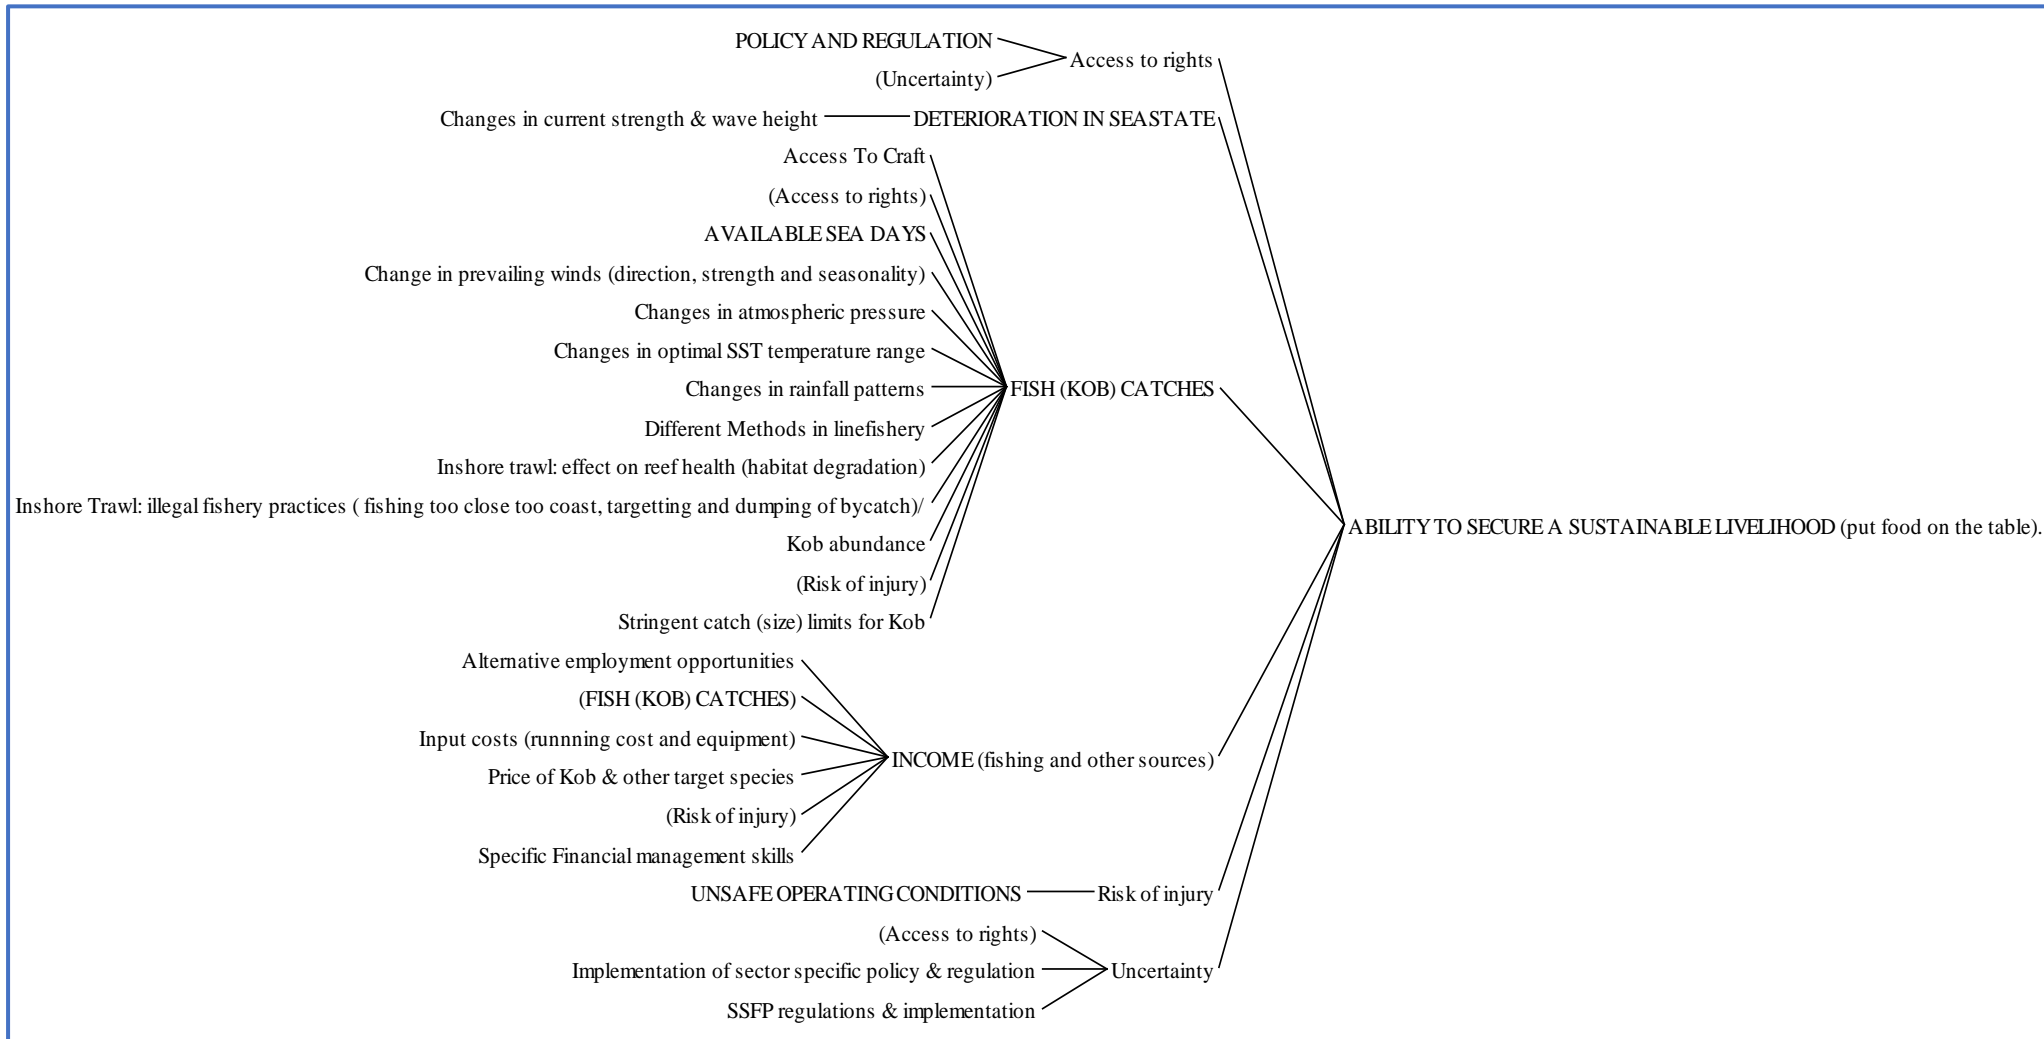 POLICY AND REGULATION
(Uncertainty)
Access to rights
Changes in current strength & wave height
DETERIORATION IN SEASTATE
Access To Craft
(Access to rights)
AVAILABLE SEA DAYS
Change in prevailing winds (direction, strength and seasonality)
Changes in atmospheric pressure
Changes in optimal SST temperature range
Changes in rainfall patterns
FISH (KOB) CATCHES
Different Methods in linefishery
Inshore trawl: effect on reef health (habitat degradation)
Inshore Trawl: illegal fishery practices ( fishing too close too coast, targetting and dumping of bycatch)/
ABILITY TO SECURE A SUSTAINABLE LIVELIHOOD (put food on the table).
Kob abundance
(Risk of injury)
Stringent catch (size) limits for Kob
Alternative employment opportunities
(FISH (KOB) CATCHES)
Input costs (runnning cost and equipment)
INCOME (fishing and other sources)
Price of Kob & other target species
(Risk of injury)
Specific Financial management skills
UNSAFE OPERATING CONDITIONS
Risk of injury
(Access to rights)
Implementation of sector specific policy & regulation
Uncertainty
SSFP regulations & implementation